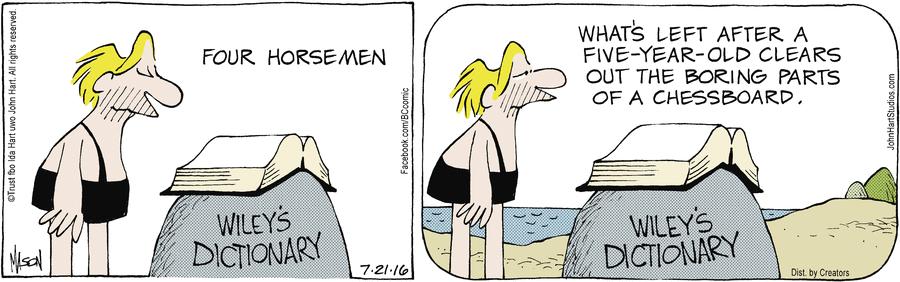 ©Trust fbo Ida Hart uwo John Hart. All rights reserved.
FOUR HORSEMEN
WILEY'S
DICTIONARY
MASON
7-21-16
Facebook.com/BCcomic
WHAT'S LEFT AFTER A
FIVE-YEAR-OLD CLEARS
OUT THE BORING PARTS
OF A CHESSBOARD.
WILEY'S
DICTIONARY
JohnHartStudios.com
Dist. by Creators